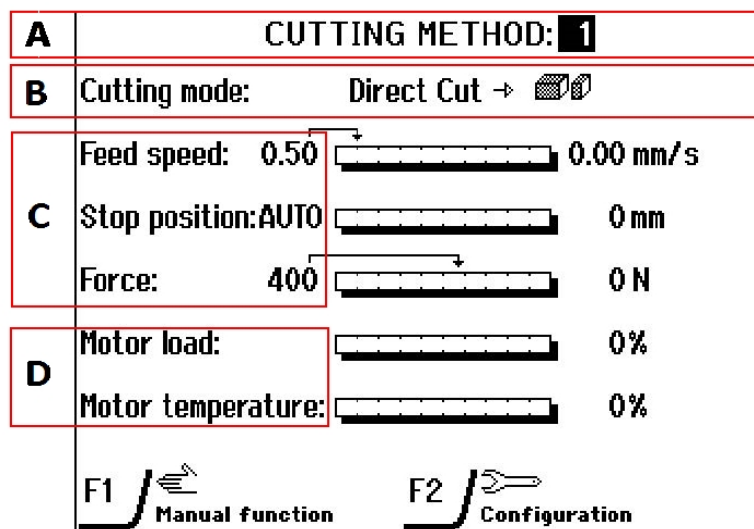 A CUTTING METHOD: 1
B Cutting mode: Direct Cut
Feed speed: 0.50 0.00 mm/s
C Stop position: AUTO 0 mm
Force: 400 0 N
Motor load: 0%
D
Motor temperature: 0%
F1 Manual function F2 Configuration